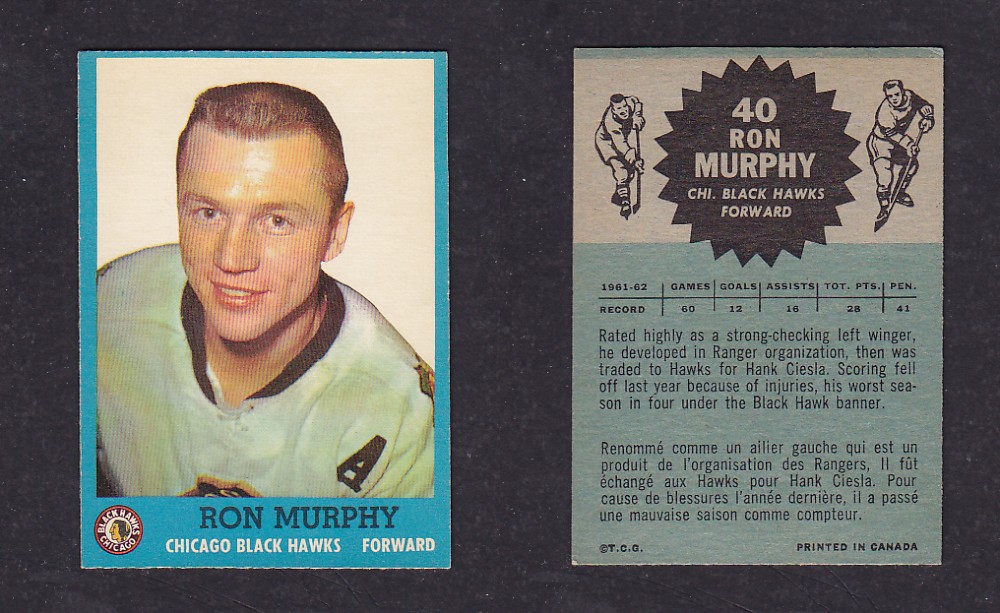 A
BLACK HAWKS
CHICAGO
RON MURPHY
CHICAGO BLACK HAWKS FORWARD
40
RON
MURPHY
CHI. BLACK HAWKS
FORWARD
1961-62 GAMES GOALS ASSISTS TOT. PTS. PEN.
RECORD 60 12 16 28 41
Rated highly as a strong-checking left winger,
he developed in Ranger organization, then was
traded to Hawks for Hank Ciesla. Scoring fell
off last year because of injuries, his worst sea-
son in four under the Black Hawk banner.
Renommé comme un ailier gauche qui est un
produit de l'organisation des Rangers, Il fût
échangé aux Hawks pour Hank Ciesla. Pour
cause de blessures l'année dernière, il a passé
une mauvaise saison comme compteur.
©T.C.G. PRINTED IN CANADA